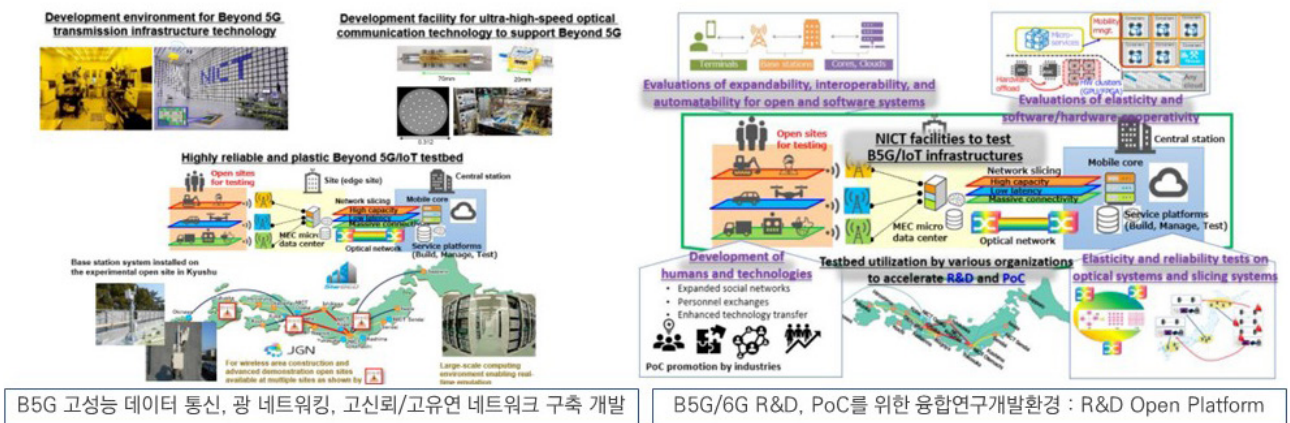 Development environment for Beyond 5G
transmission infrastructure technology
NICT
Development facility for ultra-high-speed optical
communication technology to support Beyond 5G
70mm
20mm
0.312
Highly reliable and plastic Beyond 5G/IoT testbed
Open sites
for testing
Site (edge site)
Central station
Network slicing
Mobile core
High capacity
Low latency
Massive connectivity
MEC micro
data center
Optical network
Service platforms
(Build, Manage, Test)
Base station system installed on
the experimental open site in Kyushu
JGN
For wireless area construction and
advanced demonstration open sites
available at multiple sites as shown by
Large-scale computing
environment enabling real-
time emulation
B5G 고성능 데이터 통신, 광 네트워킹, 고신뢰/고유연 네트워크 구축 개발
Terminals
Base stations
Cores, Clouds
Evaluations of expandability, interoperability, and
automatability for open and software systems
Micro-
services
Mobility
mngt.
Hardware
offload
HW clusters
(GPU/FPGA)
Any
cloud
Evaluations of elasticity and
software/hardware cooperativity
Open sites
for testing
NICT facilities to test
B5G/IoT infrastructures
Central station
Mobile core
Network slicing
High capacity
Low latency
Massive connectivity
MEC micro
data center
Optical network
Service platforms
(Build, Manage, Test)
Development of
humans and technologies
• Expanded social networks
• Personnel exchanges
• Enhanced technology transfer
PoC promotion by industries
Testbed utilization by various organizations
to accelerate R&D and PoC
Elasticity and reliability tests on
optical systems and slicing systems
B5G/6G R&D, PoC를 위한 융합연구개발환경 : R&D Open Platform